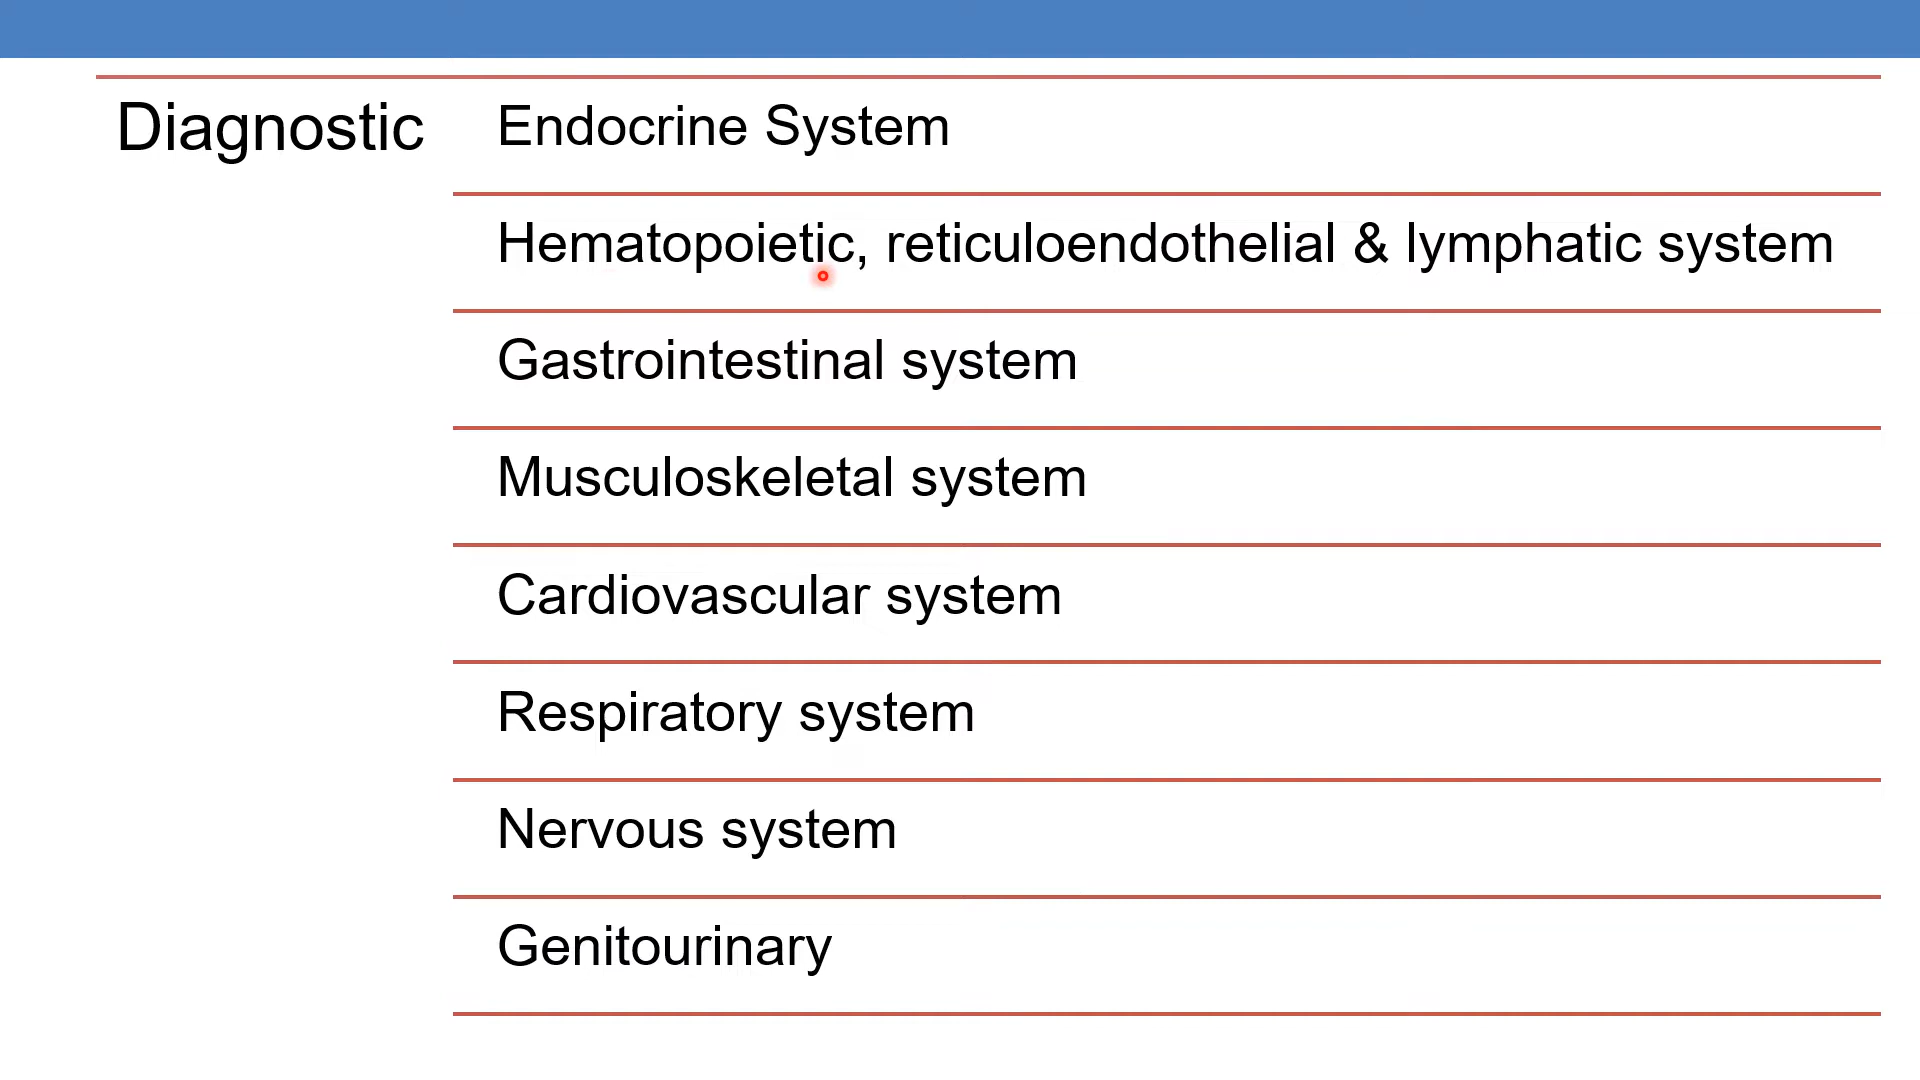 Diagnostic
Endocrine System
Hematopoietic, reticuloendothelial & lymphatic system
Gastrointestinal system
Musculoskeletal system
Cardiovascular system
Respiratory system
Nervous system
Genitourinary